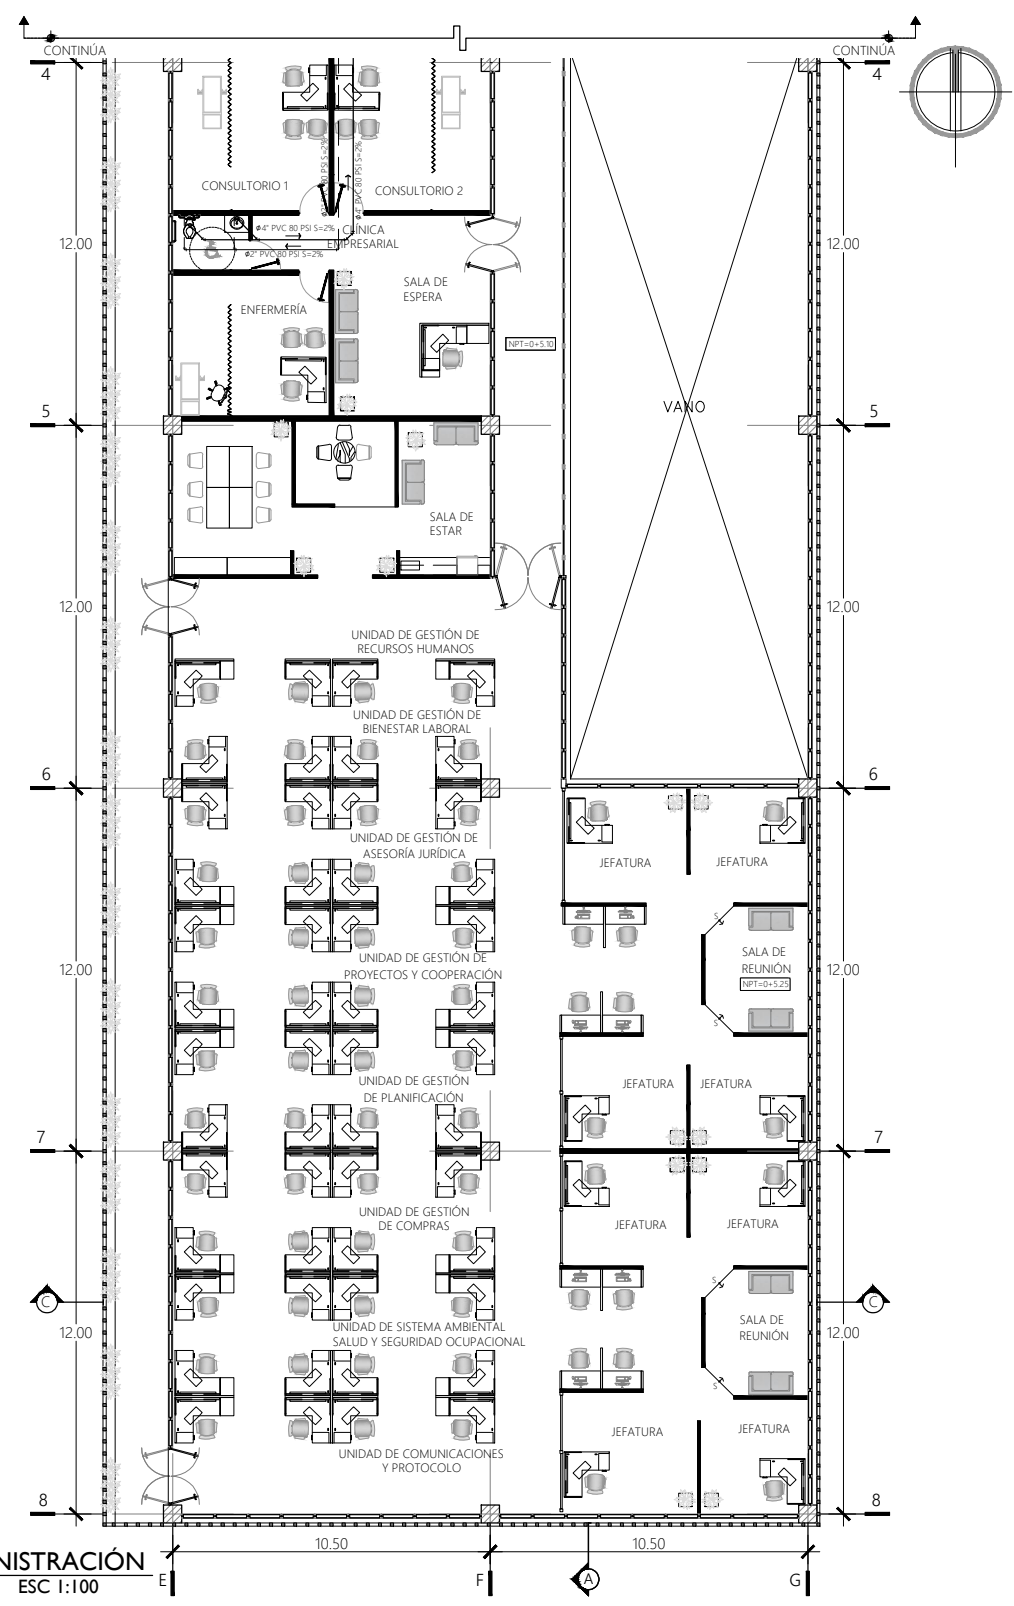 CONTINÚA
CONTINÚA
4
4
CONSULTORIO 1
CONSULTORIO 2
Ø4" PVC 80 PSI S=2%
Ø4" PVC 80 PSI S=2%
Ø2" PVC 80 PSI S=2%
CLÍNICA
EMPRESARIAL
12.00
12.00
SALA DE
ESPERA
ENFERMERÍA
NPT=0+5.10
VANO
5
5
SALA DE
ESTAR
12.00
12.00
UNIDAD DE GESTIÓN DE
RECURSOS HUMANOS
UNIDAD DE GESTIÓN DE
BIENESTAR LABORAL
6
6
UNIDAD DE GESTIÓN DE
ASESORÍA JURÍDICA
JEFATURA
JEFATURA
S
SALA DE
REUNIÓN
NPT=0+5.25
S
12.00
12.00
UNIDAD DE GESTIÓN DE
PROYECTOS Y COOPERACIÓN
UNIDAD DE GESTIÓN
DE PLANIFICACIÓN
JEFATURA
JEFATURA
7
7
UNIDAD DE GESTIÓN
DE COMPRAS
JEFATURA
JEFATURA
C
C
S
SALA DE
REUNIÓN
S
12.00
12.00
UNIDAD DE SISTEMA AMBIENTAL
SALUD Y SEGURIDAD OCUPACIONAL
JEFATURA
JEFATURA
UNIDAD DE COMUNICACIONES
Y PROTOCOLO
8
8
10.50
10.50
NISTRACIÓN
ESC 1:100
E
F
A
G